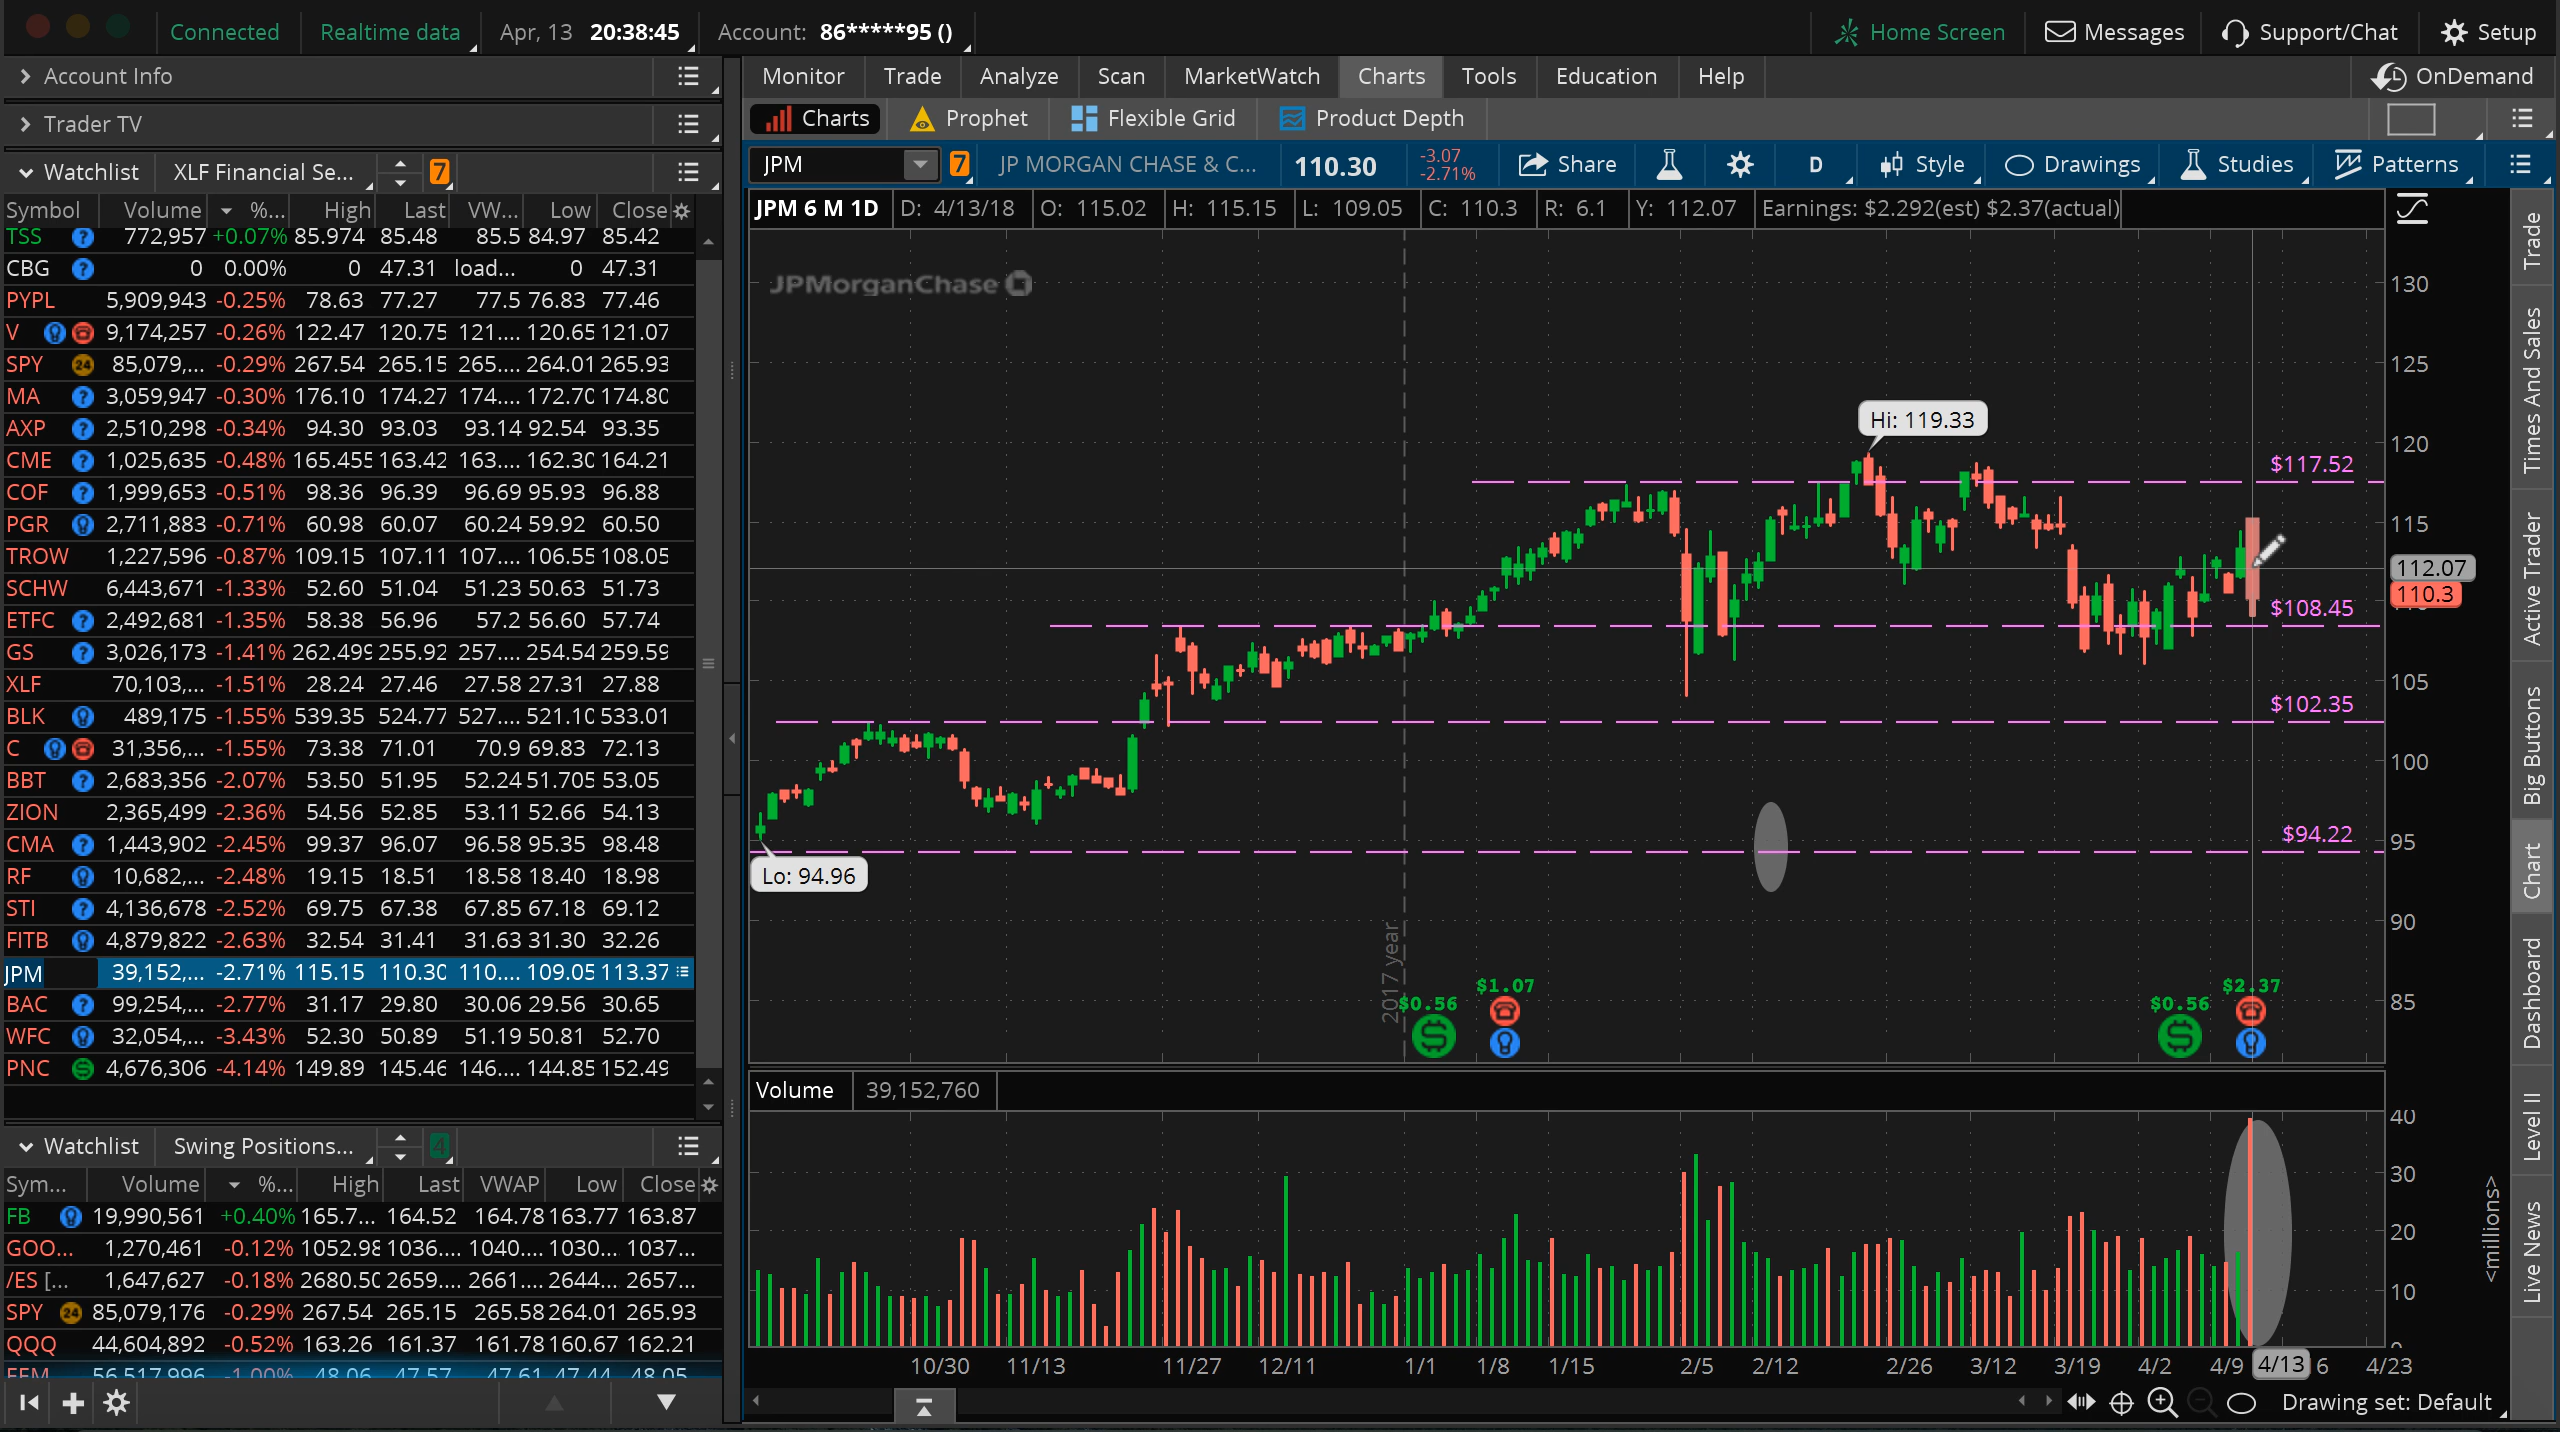 Connected Realtime data Apr, 13 20:38:45 Account: 86*****95 () Home Screen Messages Support/Chat Setup
Account Info
Trader TV
Watchlist XLF Financial Se... 7
Symbol Volume %... High Last VW... Low Close
TSS 772,957 +0.07% 85.974 85.48 85.5 84.97 85.42
CBG 0 0.00% 0 47.31 load... 0 47.31
PYPL 5,909,943 -0.25% 78.63 77.27 77.5 76.83 77.46
V 9,174,257 -0.26% 122.47 120.75 121.... 120.65 121.07
SPY 24 85,079,... -0.29% 267.54 265.15 265.... 264.01 265.93
MA 3,059,947 -0.30% 176.10 174.27 174.... 172.70 174.80
AXP 2,510,298 -0.34% 94.30 93.03 93.14 92.54 93.35
CME 1,025,635 -0.48% 165.455 163.42 163.... 162.30 164.21
COF 1,999,653 -0.51% 98.36 96.39 96.69 95.93 96.88
PGR 2,711,883 -0.71% 60.98 60.07 60.24 59.92 60.50
TROW 1,227,596 -0.87% 109.15 107.11 107.... 106.55 108.05
SCHW 6,443,671 -1.33% 52.60 51.04 51.23 50.63 51.73
ETFC 2,492,681 -1.35% 58.38 56.96 57.2 56.60 57.74
GS 3,026,173 -1.41% 262.499 255.92 257.... 254.54 259.59
XLF 70,103,... -1.51% 28.24 27.46 27.58 27.31 27.88
BLK 489,175 -1.55% 539.35 524.77 527.... 521.10 533.01
C 31,356,... -1.55% 73.38 71.01 70.9 69.83 72.13
BBT 2,683,356 -2.07% 53.50 51.95 52.24 51.705 53.05
ZION 2,365,499 -2.36% 54.56 52.85 53.11 52.66 54.13
CMA 1,443,902 -2.45% 99.37 96.07 96.58 95.35 98.48
RF 10,682,... -2.48% 19.15 18.51 18.58 18.40 18.98
STI 4,136,678 -2.52% 69.75 67.38 67.85 67.18 69.12
FITB 4,879,822 -2.63% 32.54 31.41 31.63 31.30 32.26
JPM 39,152,... -2.71% 115.15 110.30 110.... 109.05 113.37
BAC 99,254,... -2.77% 31.17 29.80 30.06 29.56 30.65
WFC 32,054,... -3.43% 52.30 50.89 51.19 50.81 52.70
PNC 4,676,306 -4.14% 149.89 145.46 146.... 144.85 152.49
Watchlist Swing Positions... 4
Sym... Volume %... High Last VWAP Low Close
FB 19,990,561 +0.40% 165.7... 164.52 164.78 163.77 163.87
GOO... 1,270,461 -0.12% 1052.98 1036.... 1040.... 1030.... 1037...
/ES [... 1,647,627 -0.18% 2680.50 2659.... 2661.... 2644... 2657...
SPY 24 85,079,176 -0.29% 267.54 265.15 265.58 264.01 265.93
QQQ 44,604,892 -0.52% 163.26 161.37 161.78 160.67 162.21
EEM 56,517,996 -1.00% 48.06 47.57 47.61 47.44 48.05
Monitor Trade Analyze Scan MarketWatch Charts Tools Education Help OnDemand
Charts Prophet Flexible Grid Product Depth
JPM 7 JP MORGAN CHASE & C... 110.30 -3.07 -2.71% Share D Style Drawings Studies Patterns
JPM 6 M 1D D: 4/13/18 O: 115.02 H: 115.15 L: 109.05 C: 110.3 R: 6.1 Y: 112.07 Earnings: $2.292(est) $2.37(actual)
JPMorganChase
130
125
Hi: 119.33
120
$117.52
115
112.07
110.3
$108.45
105
$102.35
100
$94.22
95
Lo: 94.96
90
2017 year
85
$0.56 $1.07 $0.56 $2.37
Volume 39,152,760
40
30
20
10
0
<millions>
10/30 11/13 11/27 12/11 1/1 1/8 1/15 2/5 2/12 2/26 3/12 3/19 4/2 4/9 4/13 6 4/23
Drawing set: Default
Trade
Times And Sales
Active Trader
Big Buttons
Chart
Dashboard
Level II
Live News